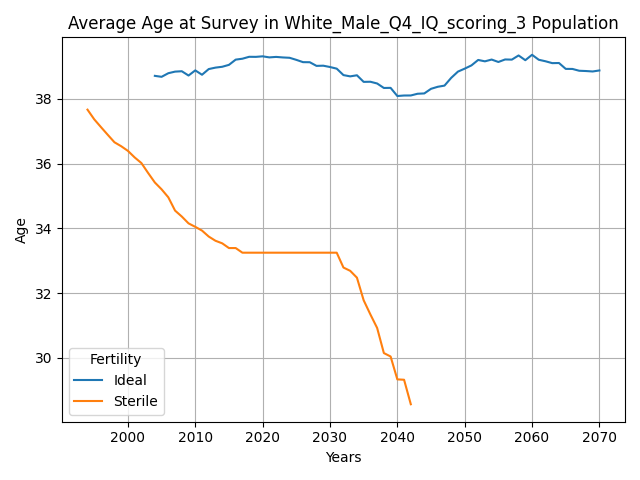 Average Age at Survey in White_Male_Q4_IQ_scoring_3 Population
Age
38
36
34
32
30
Fertility
Ideal
Sterile
2000 2010 2020 2030 2040 2050 2060 2070
Years